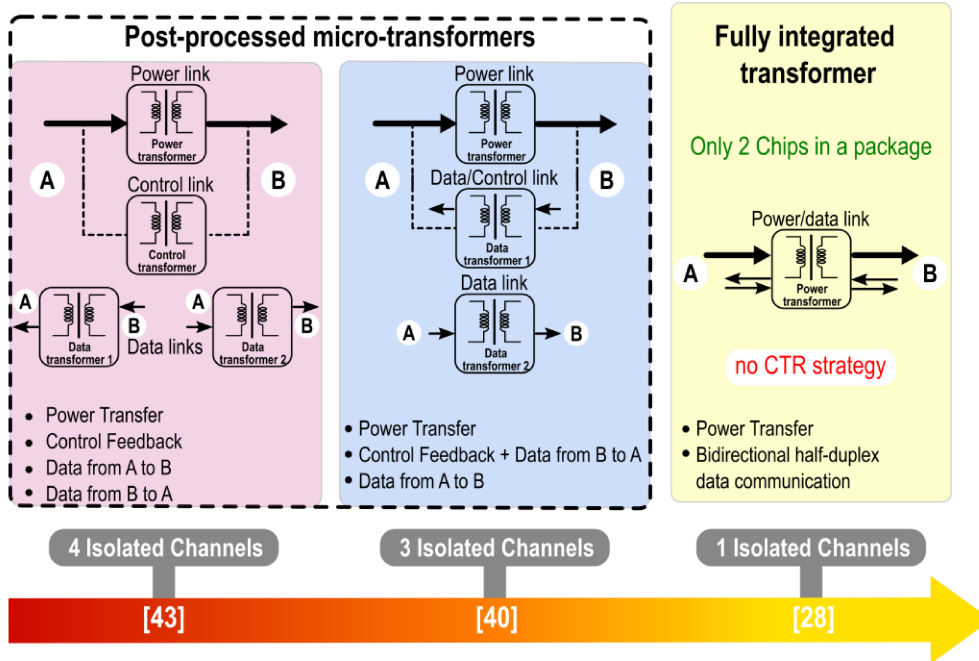 Post-processed micro-transformers
Power link
Power
transformer
A
B
Control link
Control
transformer
A
B
Data
transformer 1
Data links
A
B
Data
transformer 2
• Power Transfer
• Control Feedback
• Data from A to B
• Data from B to A
Power link
Power
transformer
A
B
Data/Control link
Data
transformer 1
Data link
A
B
Data
transformer 2
• Power Transfer
• Control Feedback + Data from B to A
• Data from A to B
Fully integrated
transformer
Only 2 Chips in a package
Power/data link
A
B
Power
transformer
no CTR strategy
• Power Transfer
• Bidirectional half-duplex
data communication
4 Isolated Channels
3 Isolated Channels
1 Isolated Channels
[43]
[40]
[28]